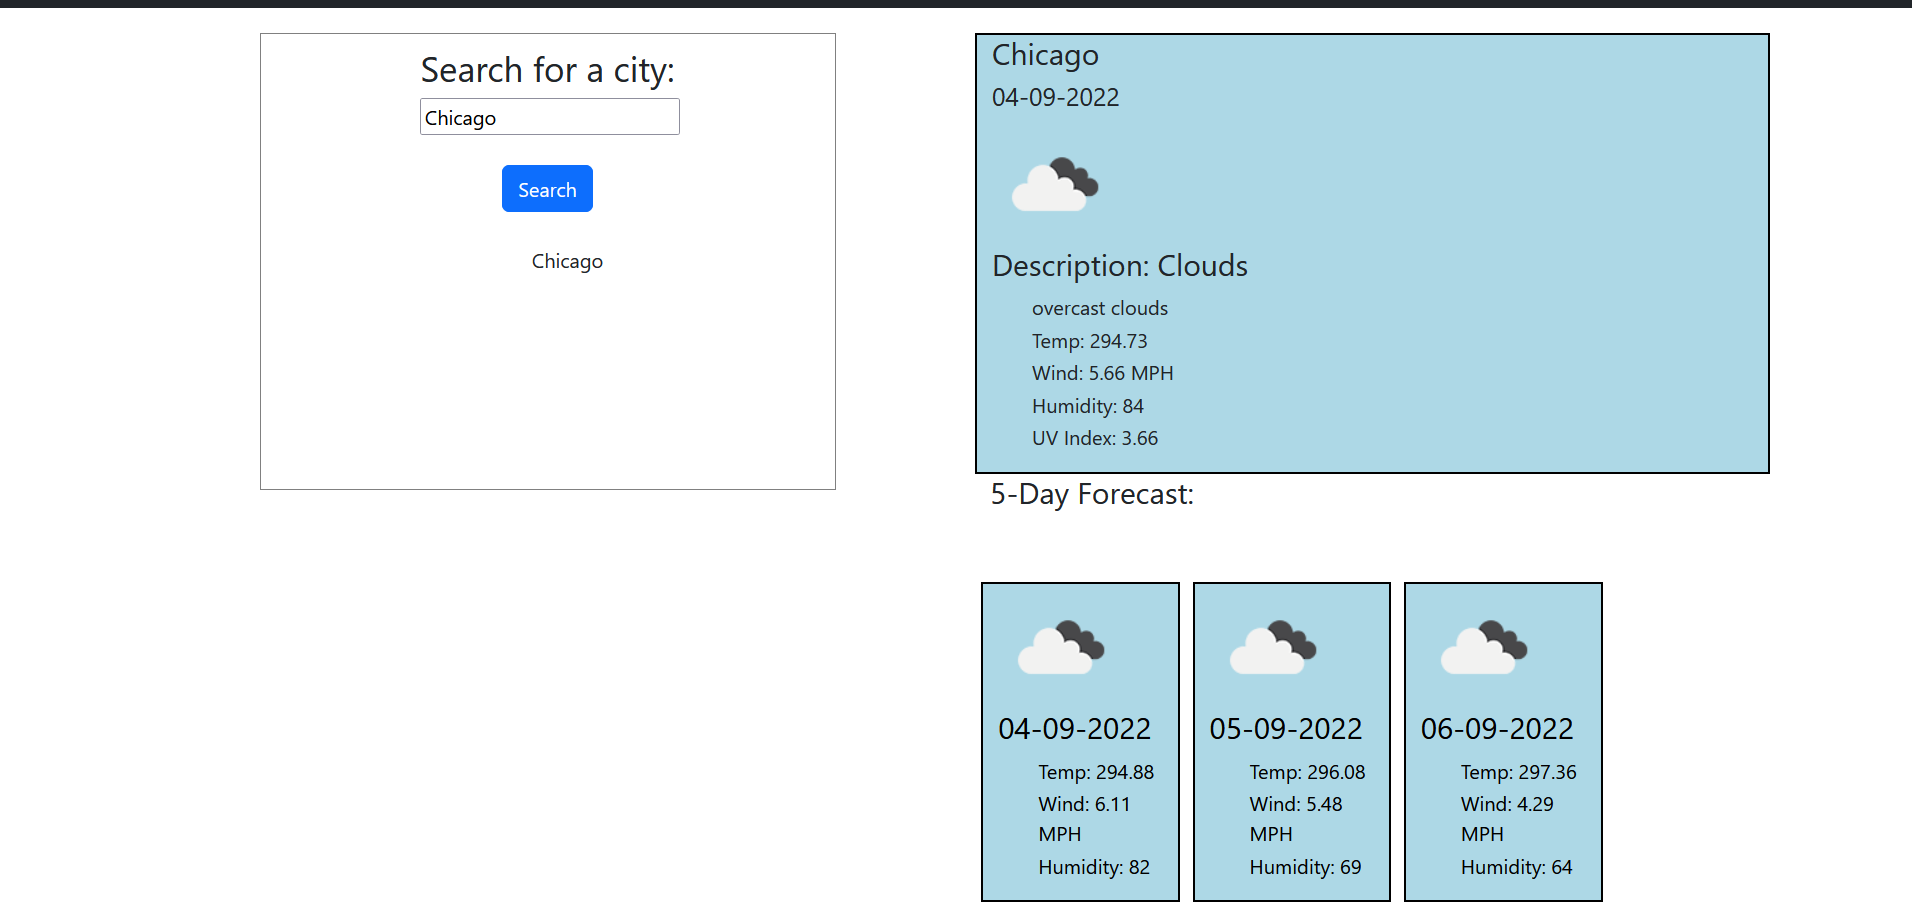 Search for a city:
Chicago
Search
Chicago
Chicago
04-09-2022
Description: Clouds
overcast clouds
Temp: 294.73
Wind: 5.66 MPH
Humidity: 84
UV Index: 3.66
5-Day Forecast:
04-09-2022
Temp: 294.88
Wind: 6.11
MPH
Humidity: 82
05-09-2022
Temp: 296.08
Wind: 5.48
MPH
Humidity: 69
06-09-2022
Temp: 297.36
Wind: 4.29
MPH
Humidity: 64